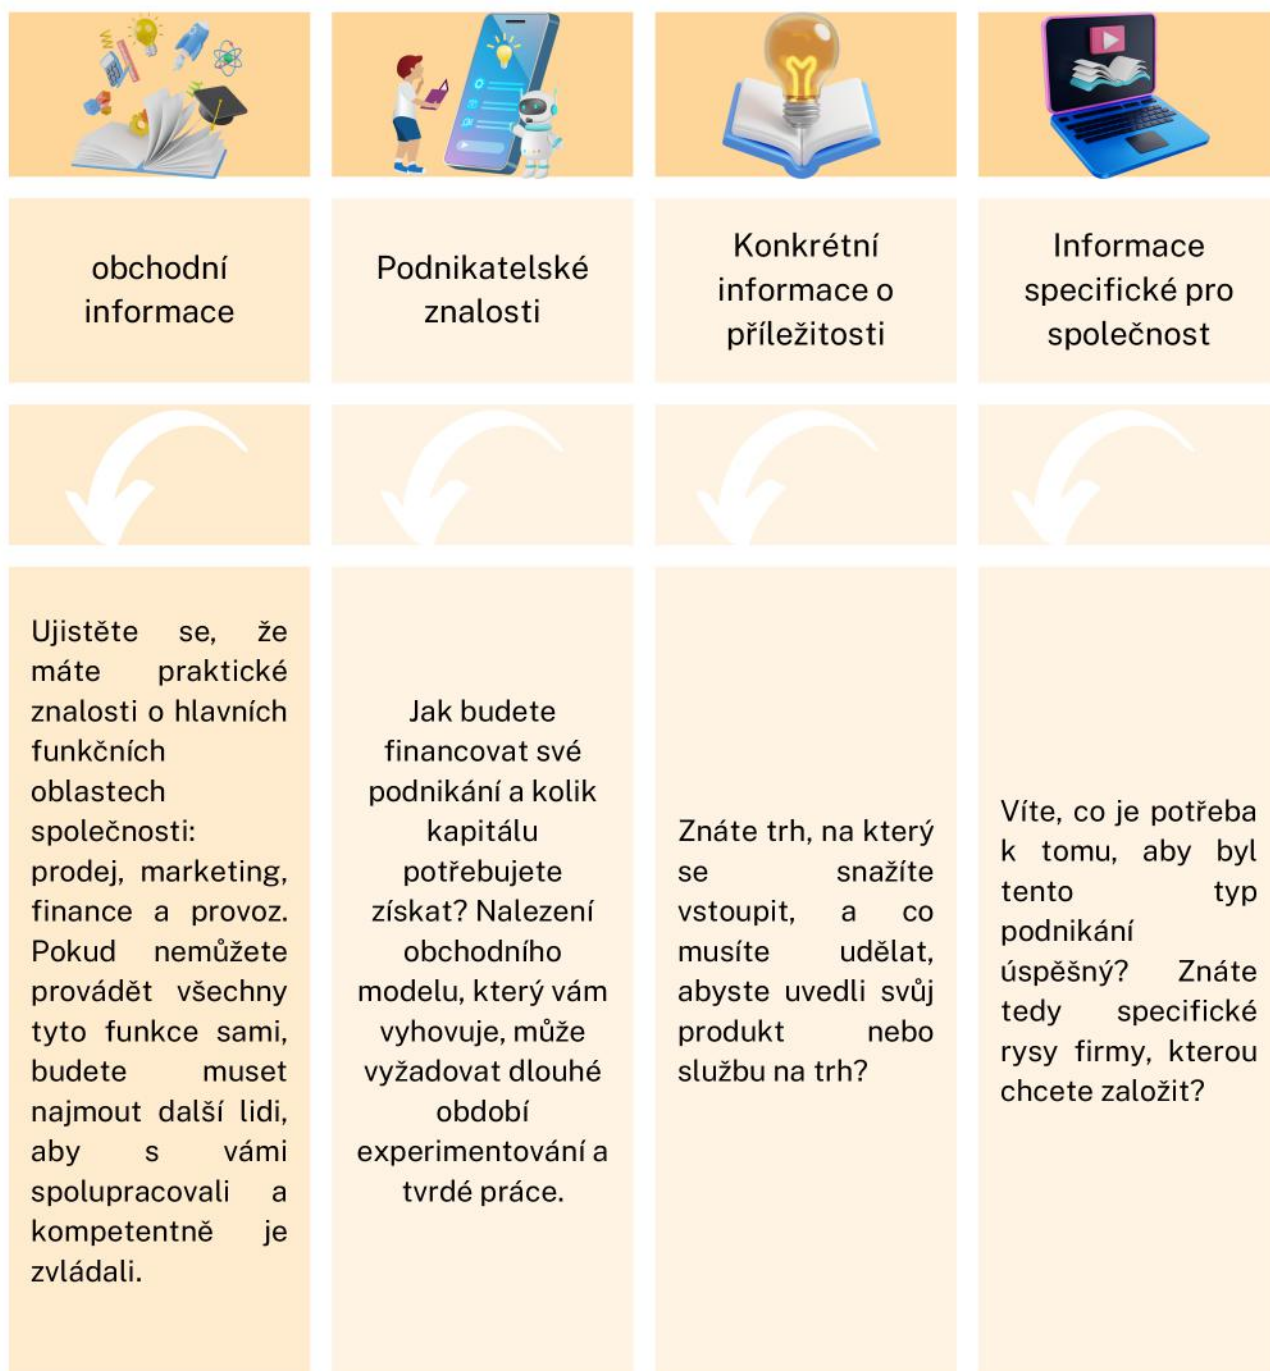 obchodní
informace
Podnikatelské
znalosti
Konkrétní
informace o
příležitosti
Informace
specifické pro
společnost
Ujistěte se, že
máte praktické
znalosti o hlavních
funkčních
oblastech
společnosti:
prodej, marketing,
finance a provoz.
Pokud nemůžete
provádět všechny
tyto funkce sami,
budete muset
najmout další lidi,
aby s vámi
spolupracovali a
kompetentně je
zvládali.
Jak budete
financovat své
podnikání a kolik
kapitálu
potřebujete
získat? Nalezení
obchodního
modelu, který vám
vyhovuje, může
vyžadovat dlouhé
období
experimentování a
tvrdé práce.
Znáte trh, na který
se snažíte
vstoupit, a co
musíte udělat,
abyste uvedli svůj
produkt nebo
službu na trh?
Víte, co je potřeba
k tomu, aby byl
tento typ
podnikání
úspěšný? Znáte
tedy specifické
rysy firmy, kterou
chcete založit?